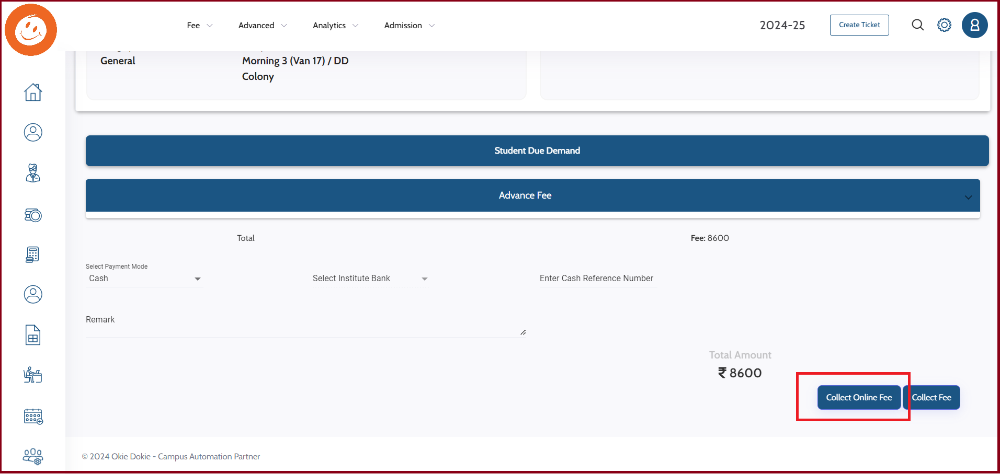 Fee
Advanced
Analytics
Admission
2024-25
Create Ticket
General
Morning 3 (Van 17) / DD
Colony
Student Due Demand
Advance Fee
Total
Fee: 8600
Select Payment Mode
Cash
Select Institute Bank
Enter Cash Reference Number
Remark
Total Amount
₹ 8600
Collect Online Fee
Collect Fee
© 2024 Okie Dokie - Campus Automation Partner